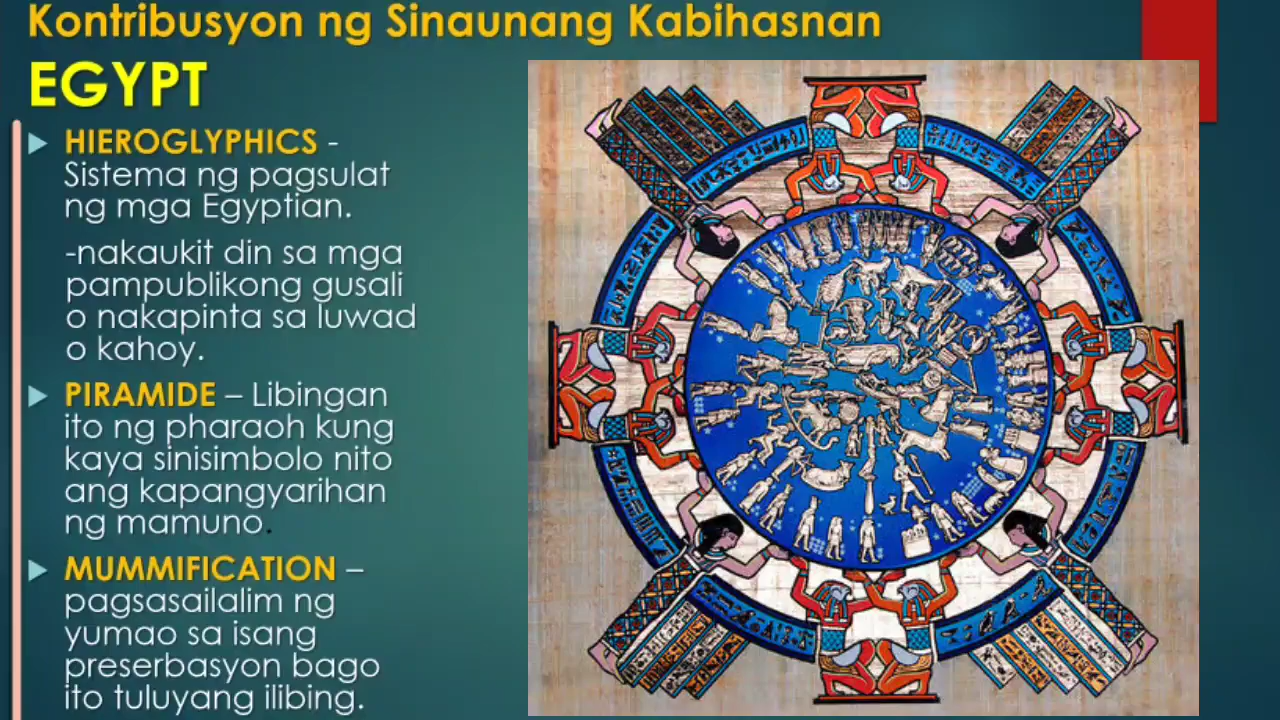 Kontribusyon ng Sinaunang Kabihasnan
EGYPT
HIEROGLYPHICS -
Sistema ng pagsulat
ng mga Egyptian.
-nakaukit din sa mga
pampublikong gusali
o nakapinta sa luwad
o kahoy.
PIRAMIDE – Libingan
ito ng pharaoh kung
kaya sinisimbolo nito
ang kapangyarihan
ng mamuno.
MUMMIFICATION –
pagsasailalim ng
yumao sa isang
preserbasyon bago
ito tuluyang ilibing.